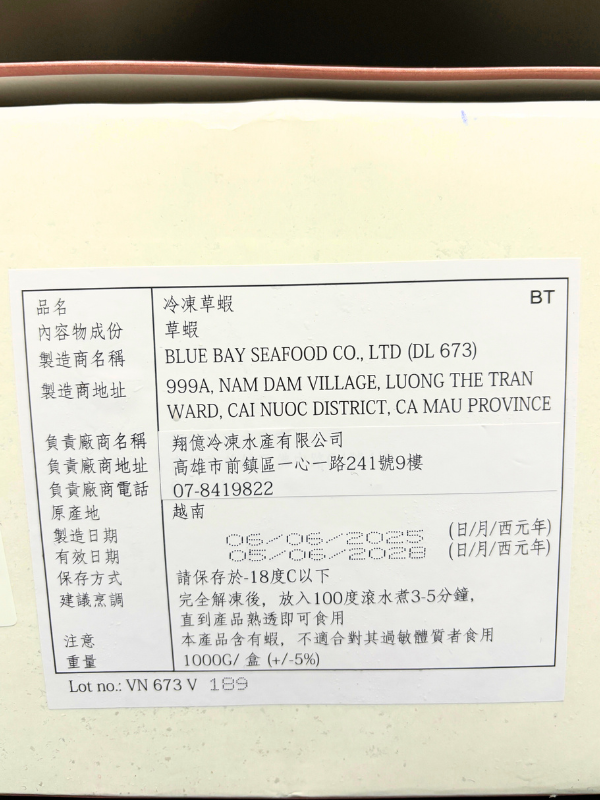 BT
品名 冷凍草蝦
內容物成份 草蝦
製造商名稱 BLUE BAY SEAFOOD CO., LTD (DL 673)
製造商地址 999A, NAM DAM VILLAGE, LUONG THE TRAN
WARD, CAI NUOC DISTRICT, CA MAU PROVINCE
負責廠商名稱 翔億冷凍水產有限公司
負責廠商地址 高雄市前鎮區一心一路241號9樓
負責廠商電話 07-8419822
原產地 越南
製造日期 06/06/2025 (日/月/西元年)
有效日期 05/06/2028 (日/月/西元年)
保存方式 請保存於-18度C以下
建議烹調 完全解凍後，放入100度滾水煮3-5分鐘，
直到產品熟透即可食用
注意 本產品含有蝦，不適合對其過敏體質者食用
重量 1000G/ 盒 (+/-5%)
Lot no.: VN 673 V 189